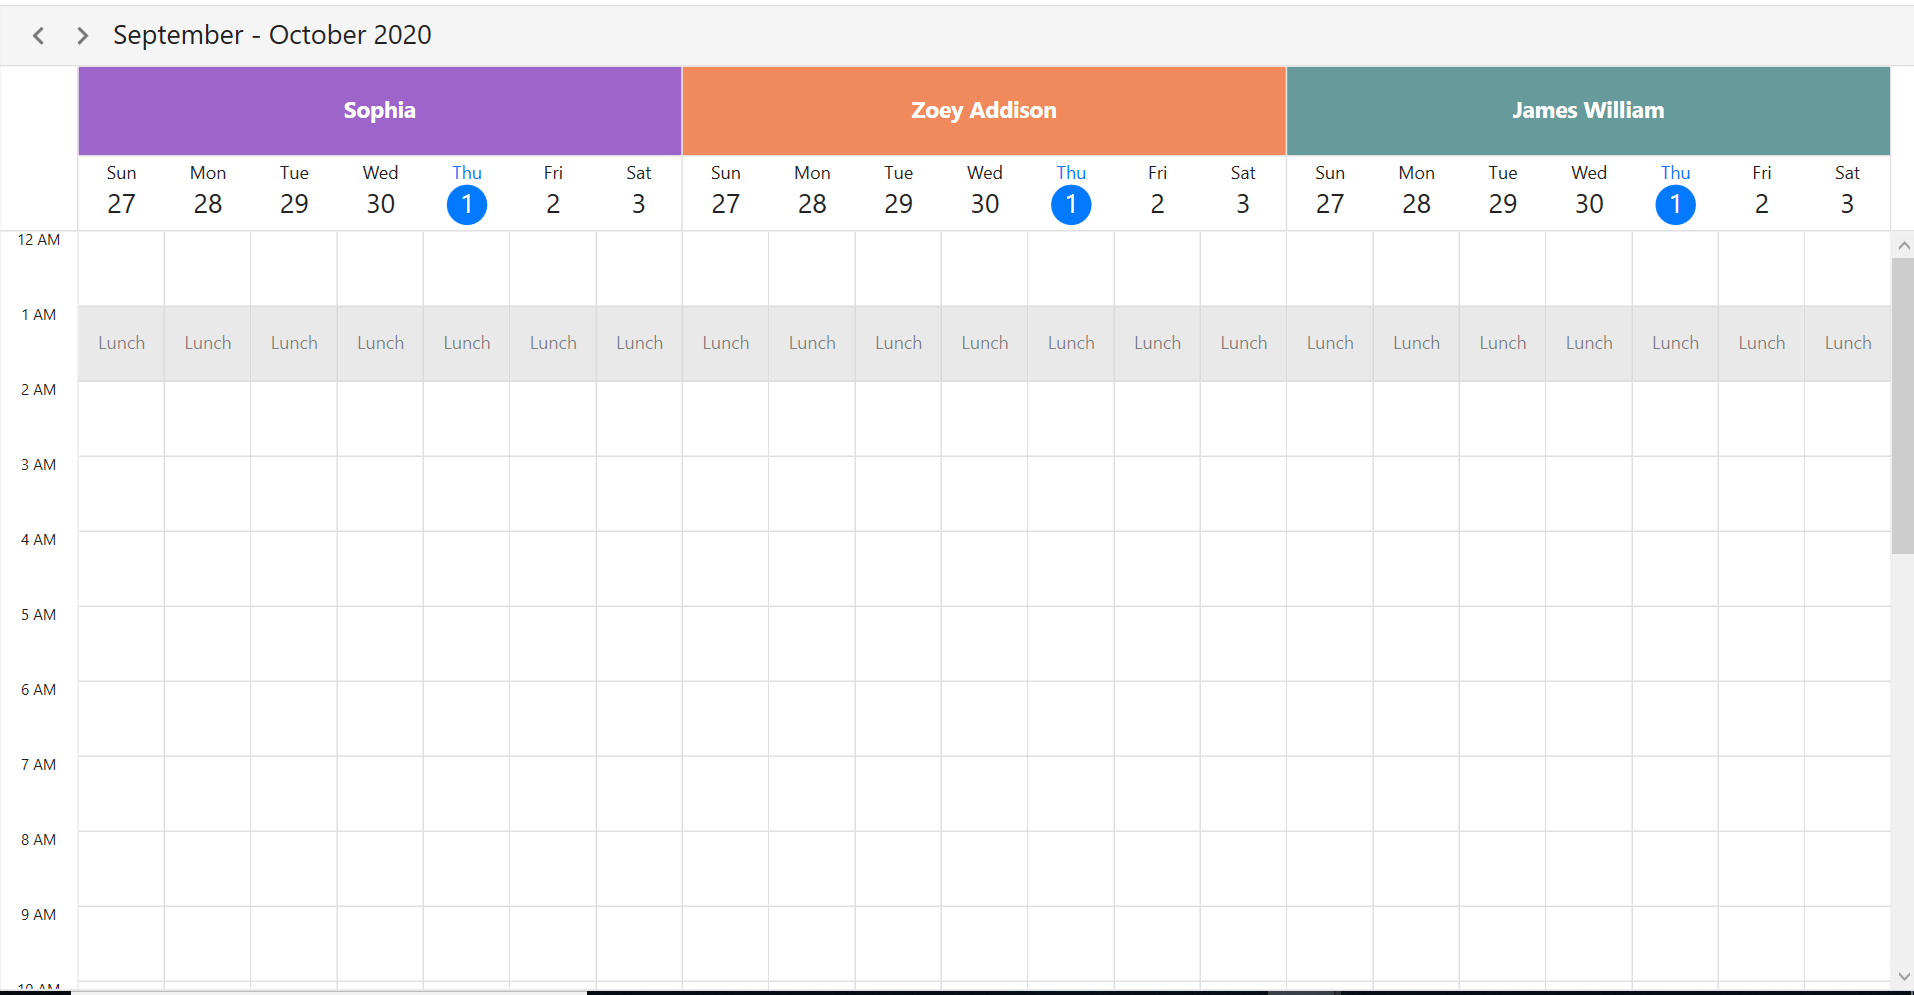 September - October 2020
Sophia Zoey Addison James William
Sun Mon Tue Wed Thu Fri Sat Sun Mon Tue Wed Thu Fri Sat Sun Mon Tue Wed Thu Fri Sat
27 28 29 30 1 2 3 27 28 29 30 1 2 3 27 28 29 30 1 2 3
12 AM
1 AM
Lunch Lunch Lunch Lunch Lunch Lunch Lunch Lunch Lunch Lunch Lunch Lunch Lunch Lunch Lunch Lunch Lunch Lunch Lunch Lunch Lunch
2 AM
3 AM
4 AM
5 AM
6 AM
7 AM
8 AM
9 AM
10 AM